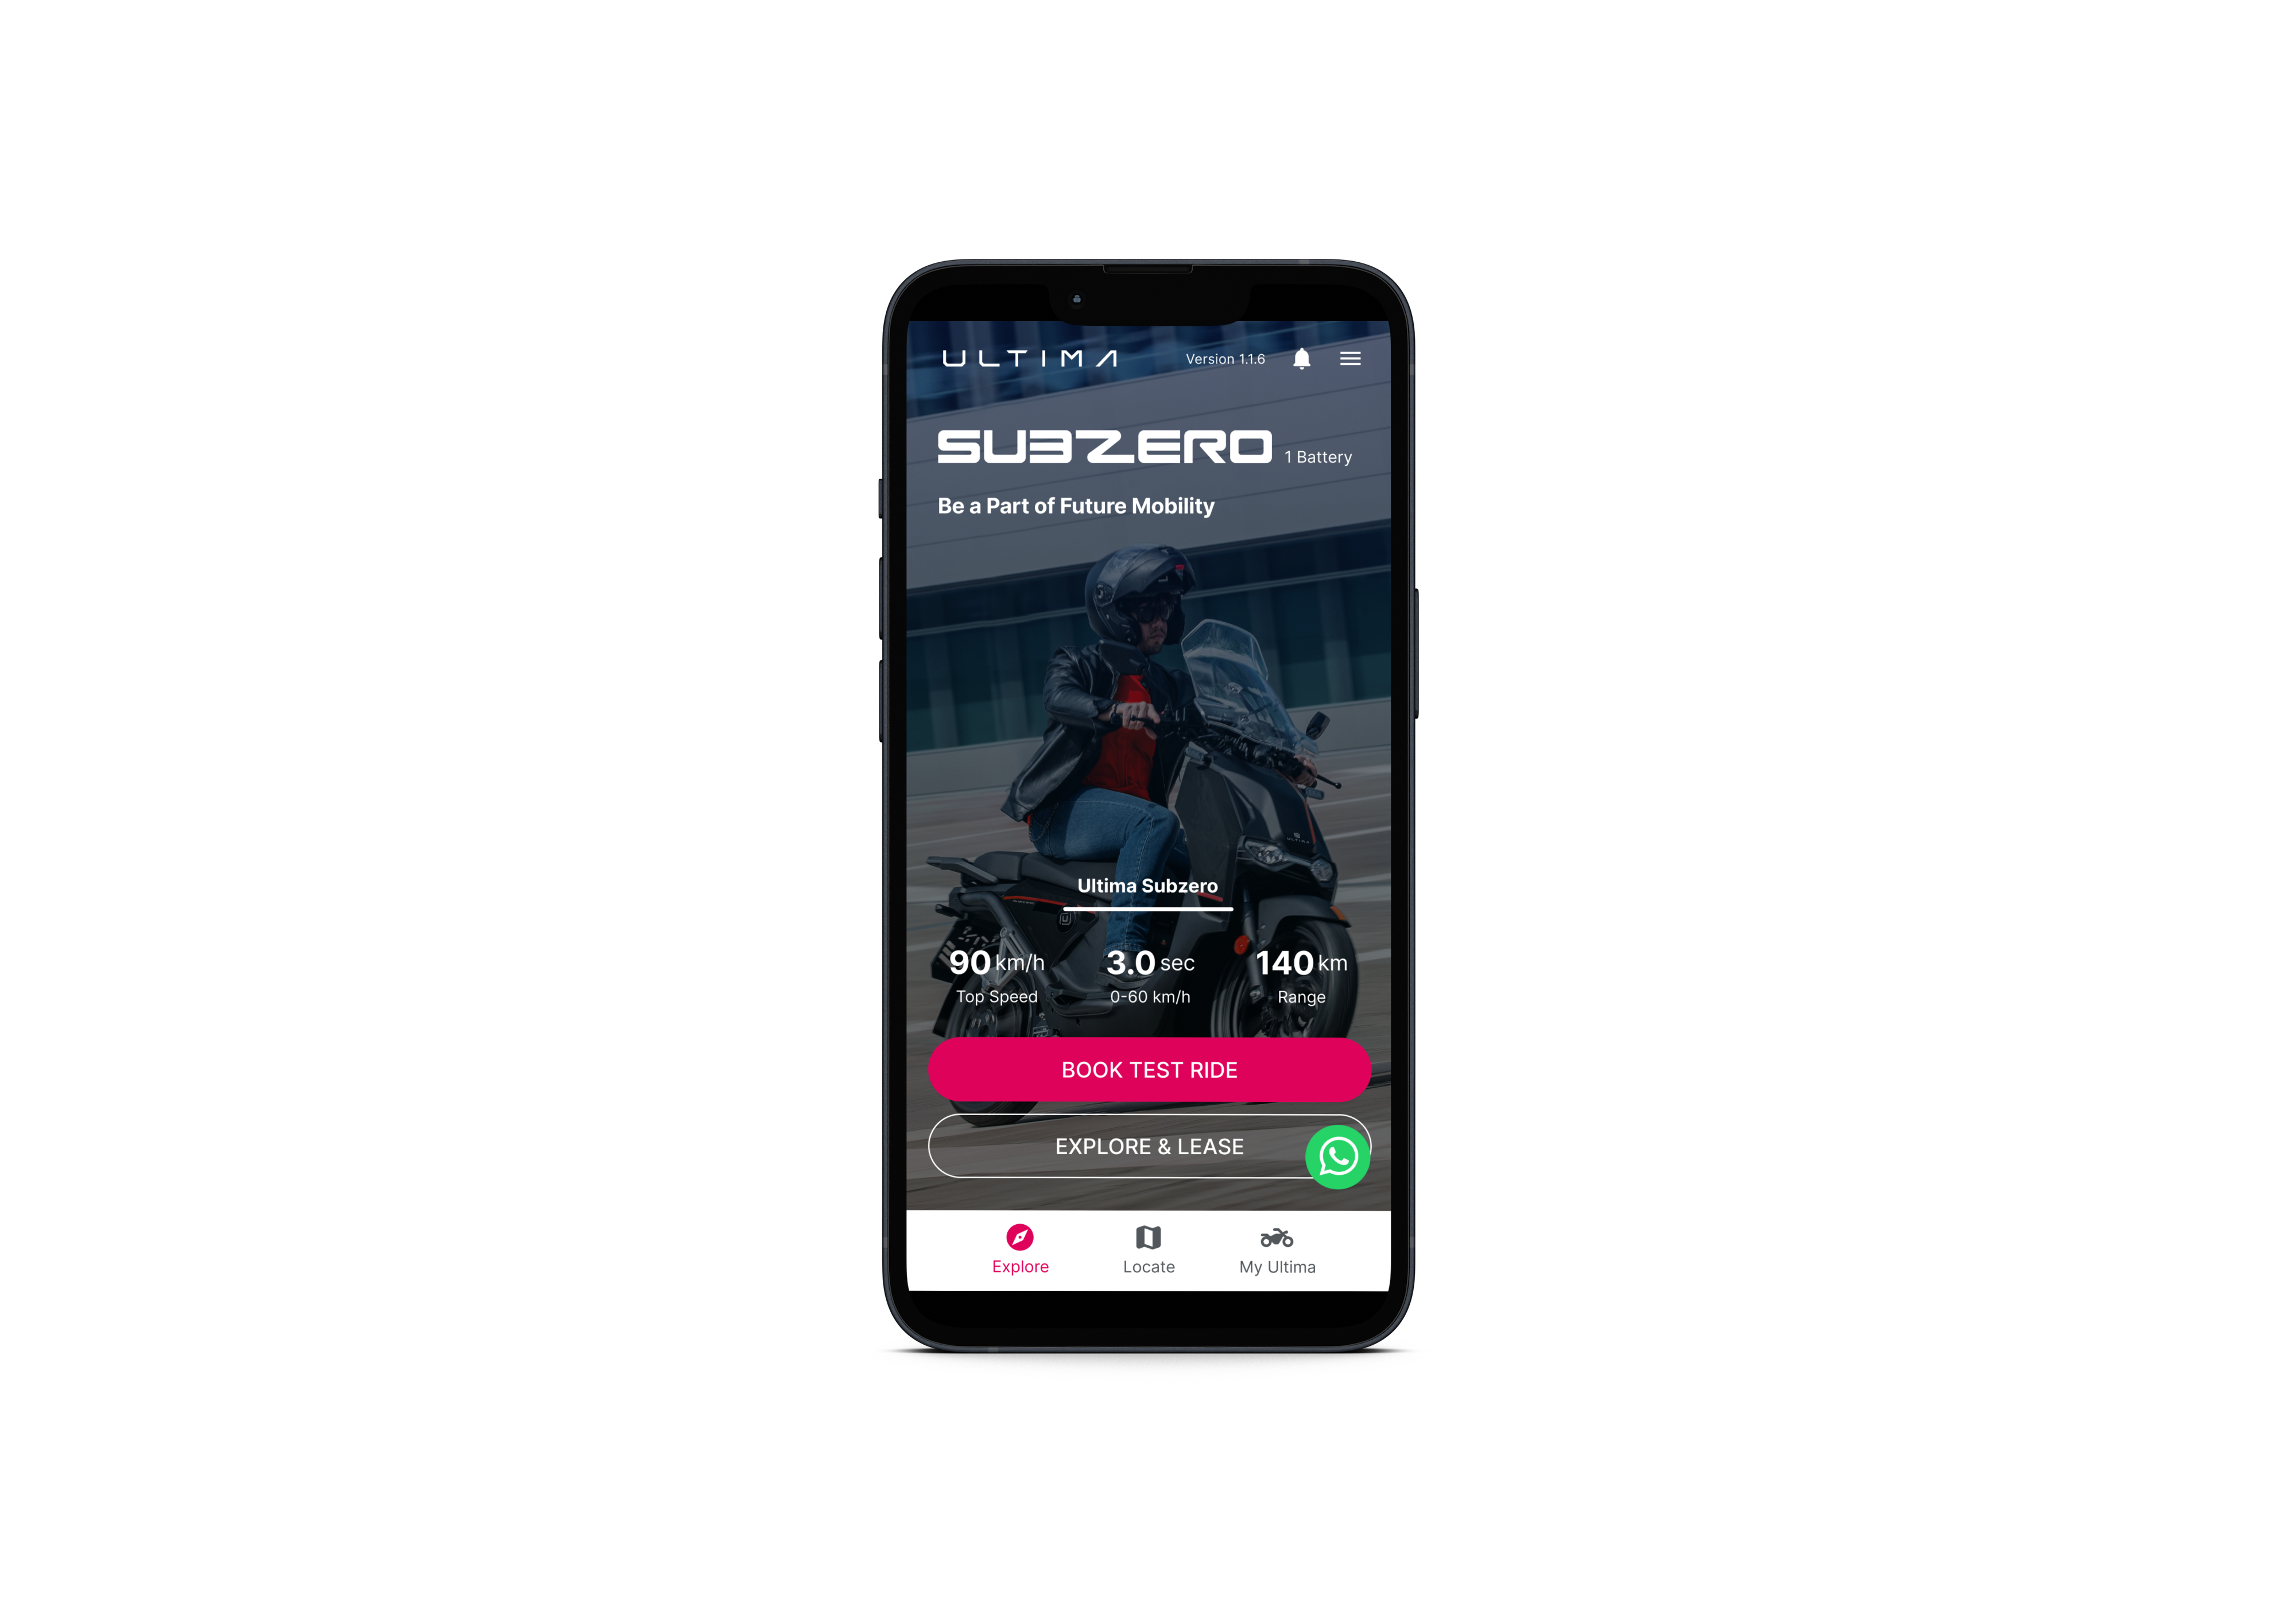 ULTIMA Version 1.1.6
SUBZERO 1 Battery
Be a Part of Future Mobility
ULTIMA
Ultima Subzero
90 km/h 3.0 sec 140 km
Top Speed 0-60 km/h Range
BOOK TEST RIDE
EXPLORE & LEASE
Explore Locate My Ultima